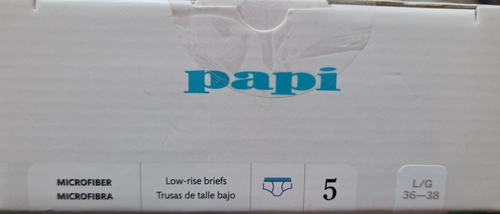 papi
MICROFIBER
MICROFIBRA
Low-rise briefs
Trusas de talle bajo
5
L/G
36—38